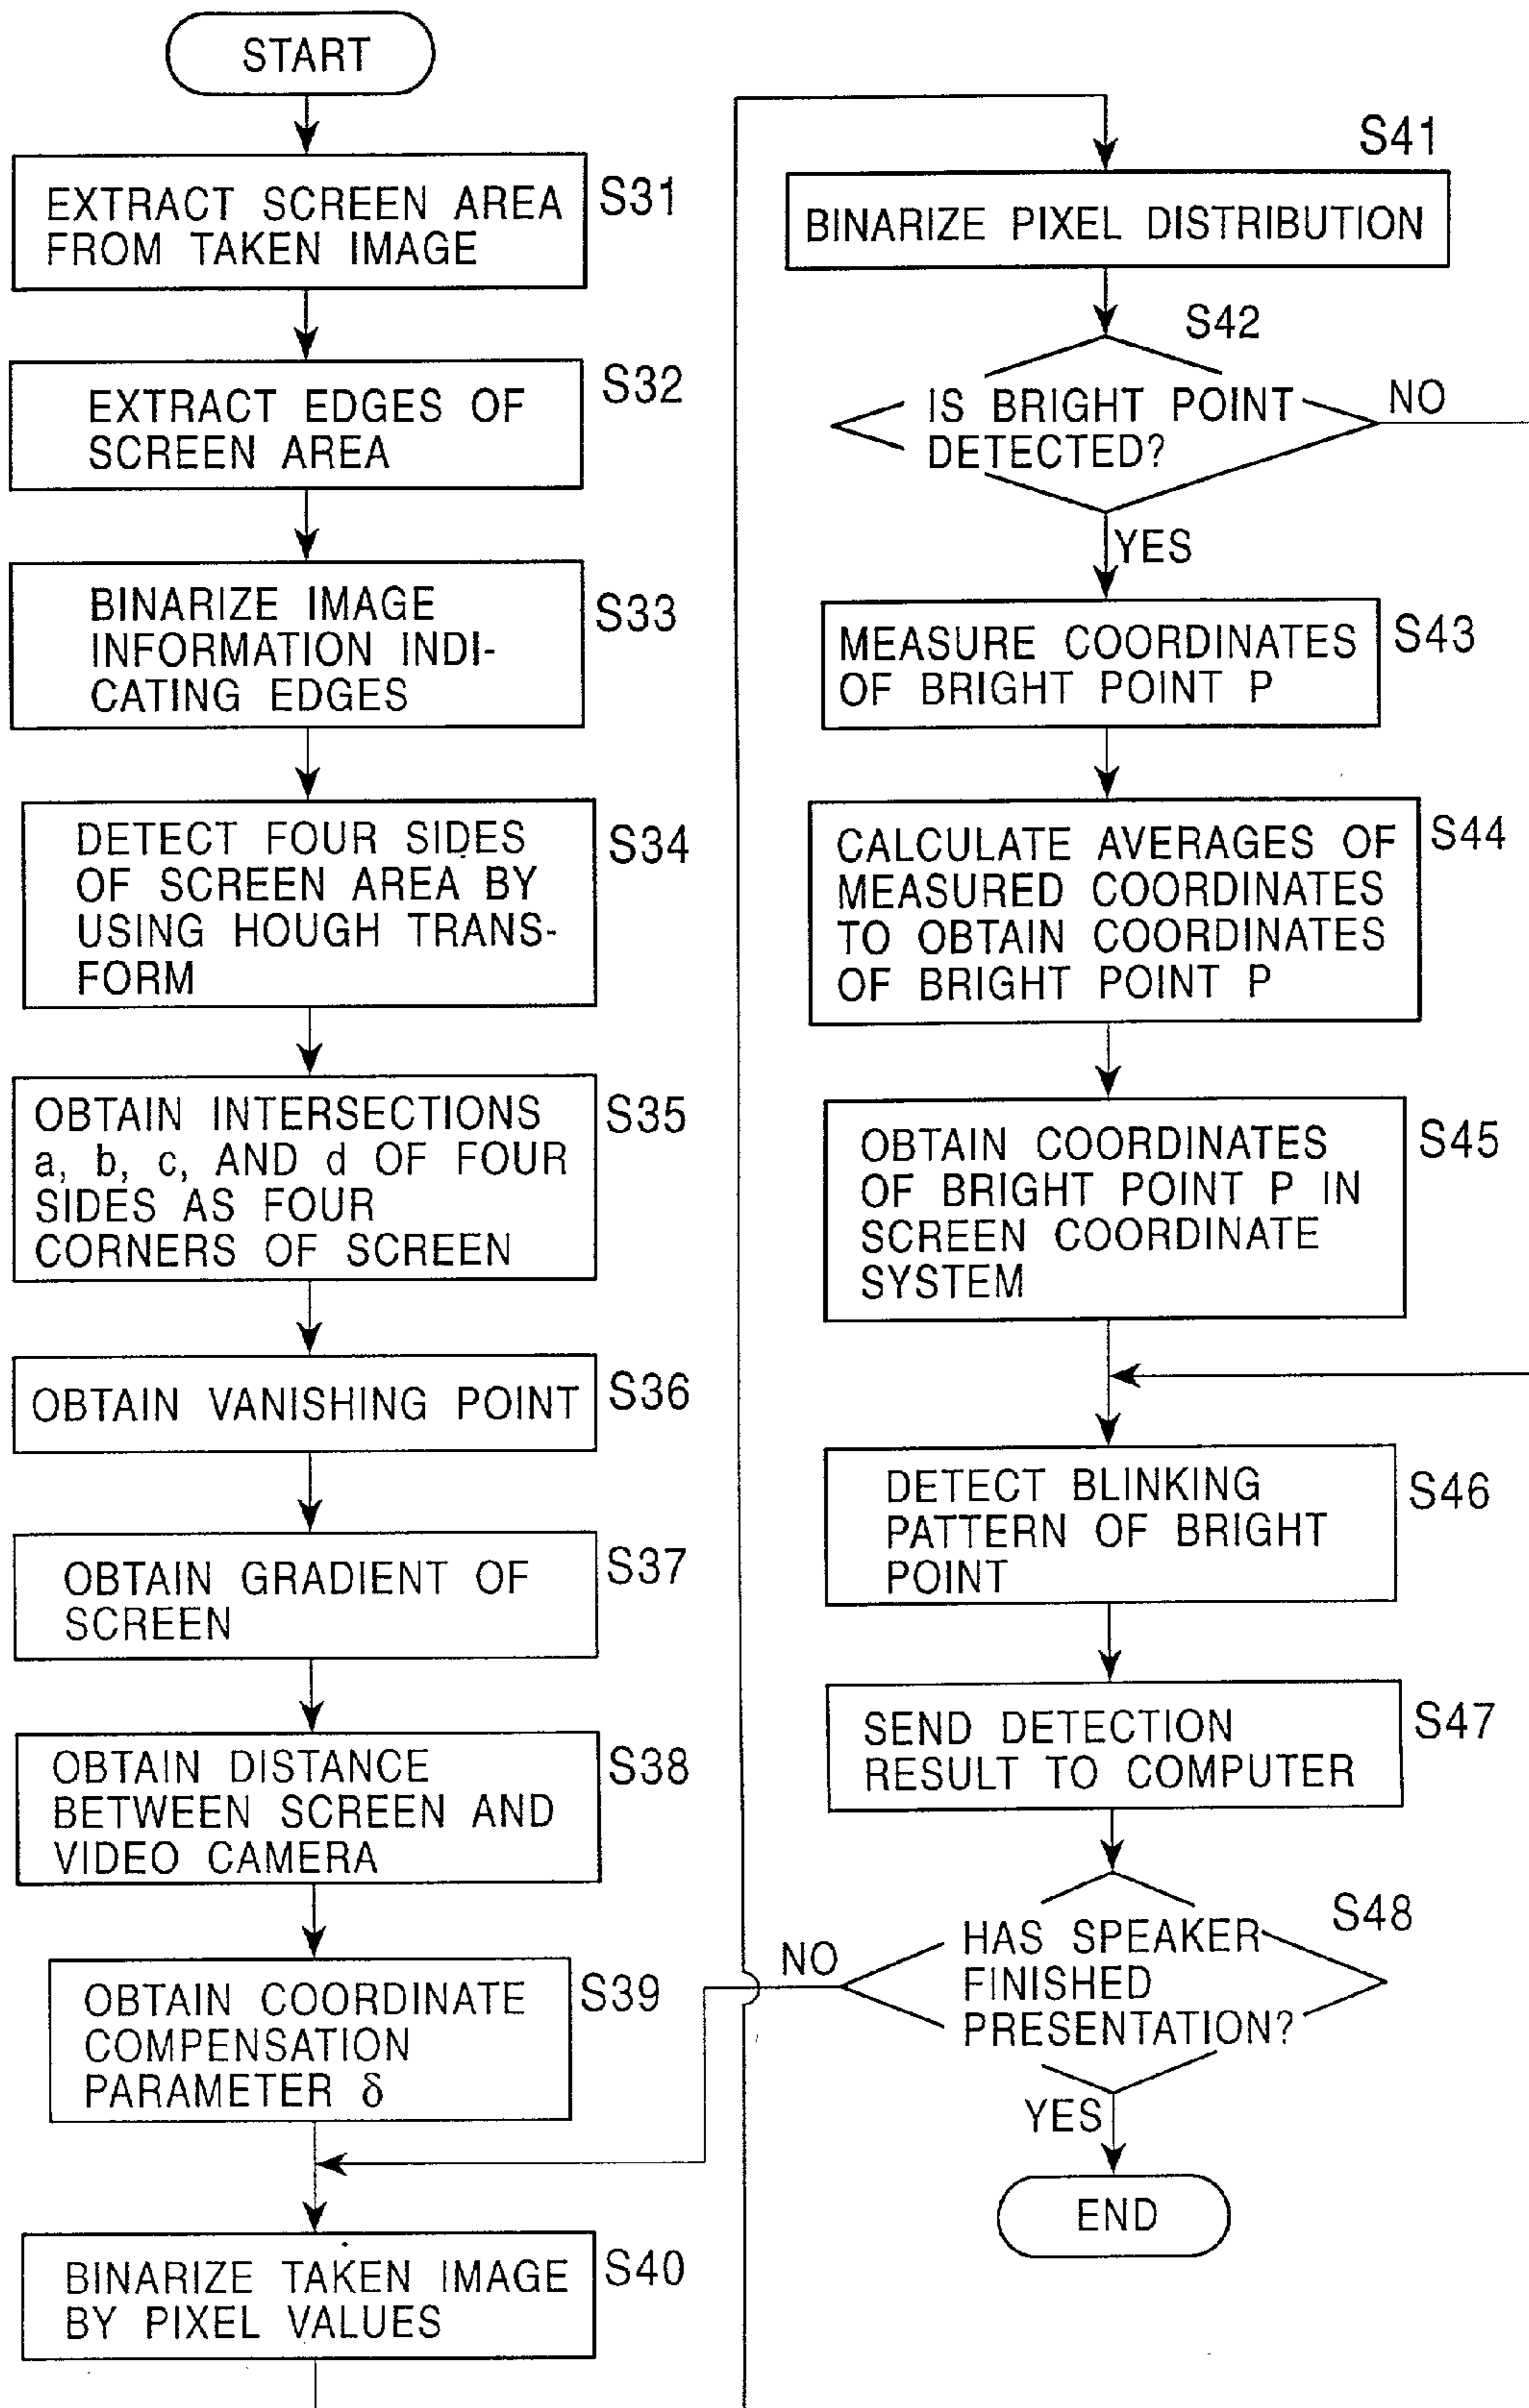 START
EXTRACT SCREEN AREA
FROM TAKEN IMAGE
S31
EXTRACT EDGES OF
SCREEN AREA
S32
BINARIZE IMAGE
INFORMATION INDI-
CATING EDGES
S33
DETECT FOUR SIDES
OF SCREEN AREA BY
USING HOUGH TRANS-
FORM
S34
OBTAIN INTERSECTIONS
a, b, c, AND d OF FOUR
SIDES AS FOUR
CORNERS OF SCREEN
S35
OBTAIN VANISHING POINT
S36
OBTAIN GRADIENT OF
SCREEN
S37
OBTAIN DISTANCE
BETWEEN SCREEN AND
VIDEO CAMERA
S38
OBTAIN COORDINATE
COMPENSATION
PARAMETER δ
S39
BINARIZE TAKEN IMAGE
BY PIXEL VALUES
S40
S41
BINARIZE PIXEL DISTRIBUTION
S42
IS BRIGHT POINT
DETECTED?
NO
YES
MEASURE COORDINATES
OF BRIGHT POINT P
S43
CALCULATE AVERAGES OF
MEASURED COORDINATES
TO OBTAIN COORDINATES
OF BRIGHT POINT P
S44
OBTAIN COORDINATES
OF BRIGHT POINT P IN
SCREEN COORDINATE
SYSTEM
S45
DETECT BLINKING
PATTERN OF BRIGHT
POINT
S46
SEND DETECTION
RESULT TO COMPUTER
S47
HAS SPEAKER
FINISHED
PRESENTATION?
S48
NO
YES
END